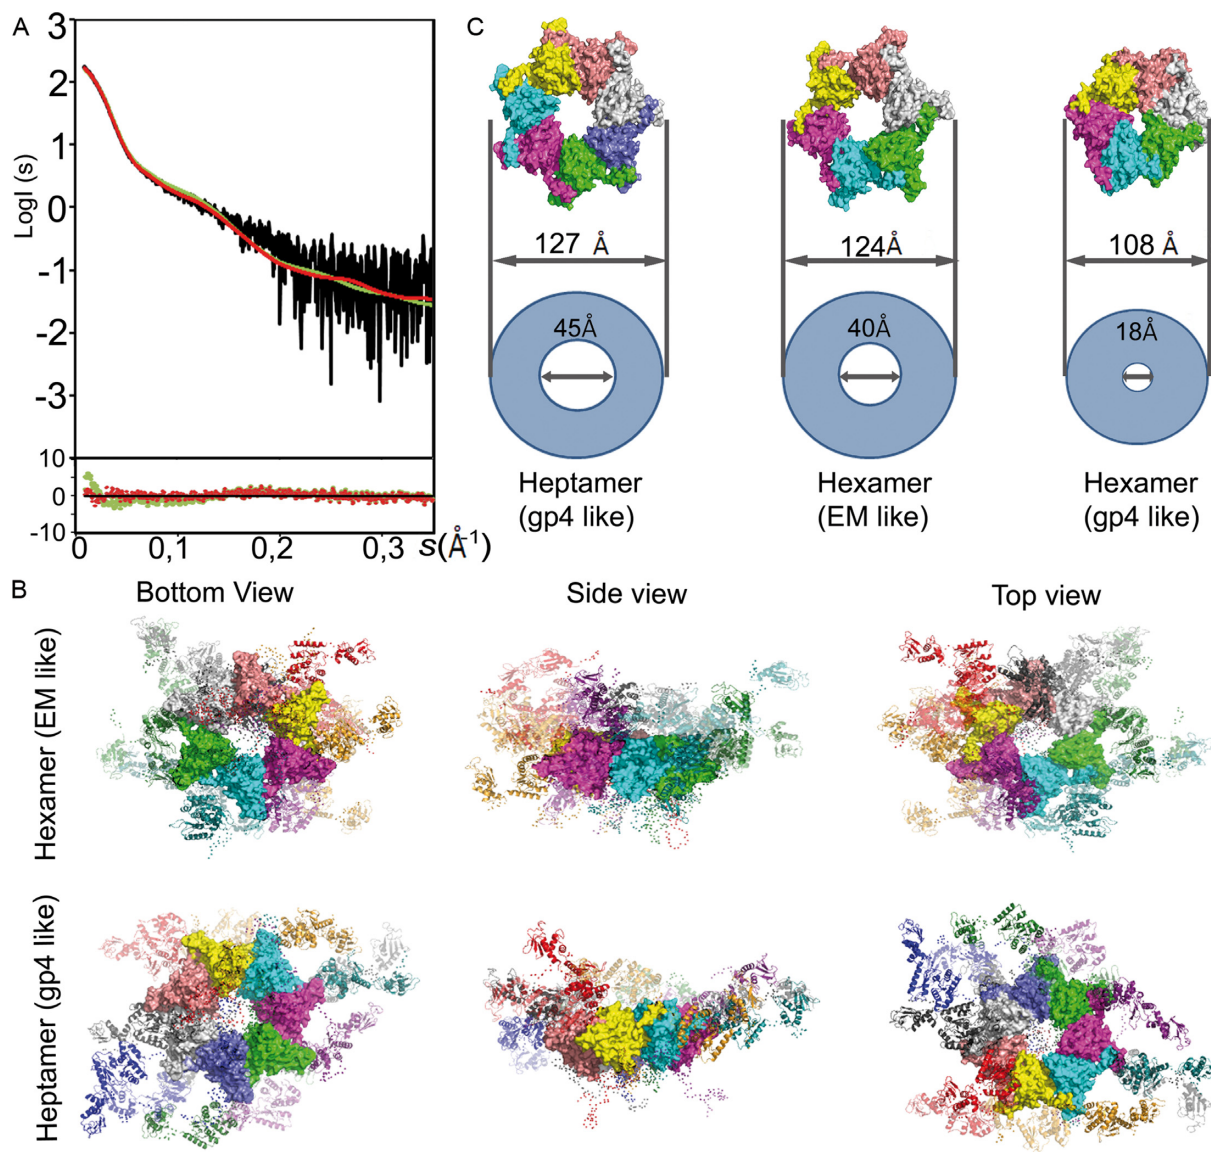 A
3
2
1
0
-1
-2
-3
LogI (s)
10
0
-10
0
0,1
0,2
0,3
s(Å⁻¹)
C
127 Å
124Å
108 Å
45Å
40Å
18Å
Heptamer
(gp4 like)
Hexamer
(EM like)
Hexamer
(gp4 like)
B
Bottom View
Side view
Top view
Hexamer (EM like)
Heptamer (gp4 like)